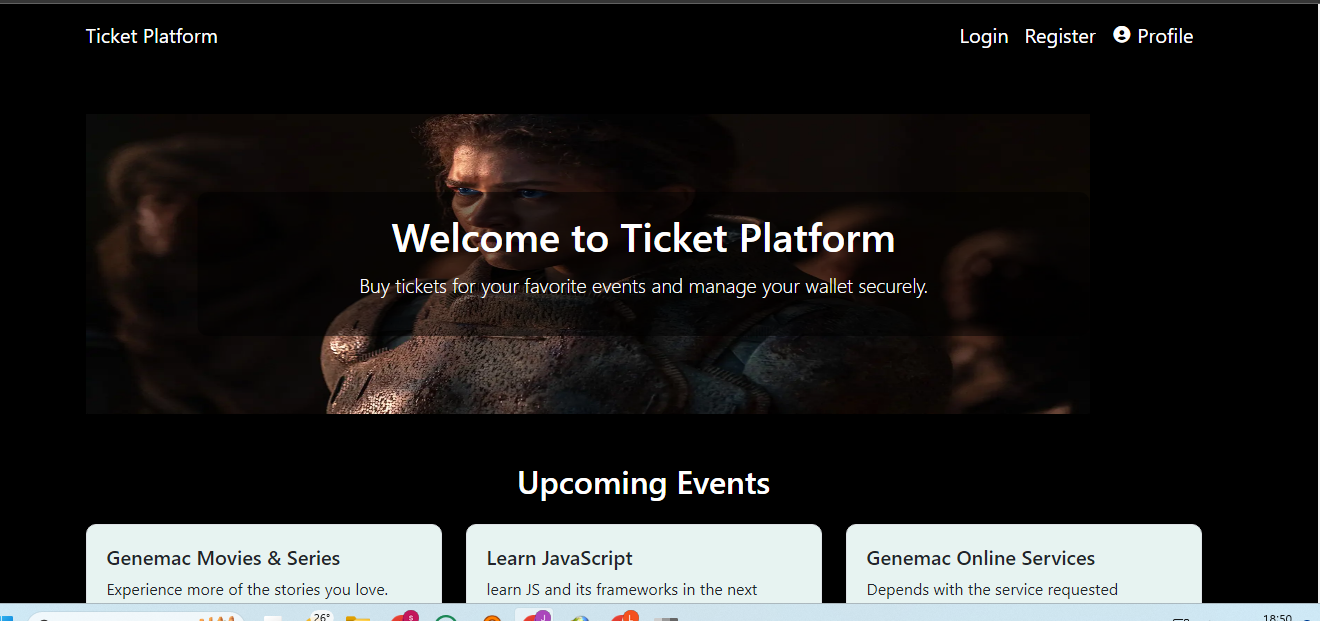 Ticket Platform
Login Register Profile
Welcome to Ticket Platform
Buy tickets for your favorite events and manage your wallet securely.
Upcoming Events
Genemac Movies & Series
Experience more of the stories you love.
Learn JavaScript
learn JS and its frameworks in the next
Genemac Online Services
Depends with the service requested
26°
18:50